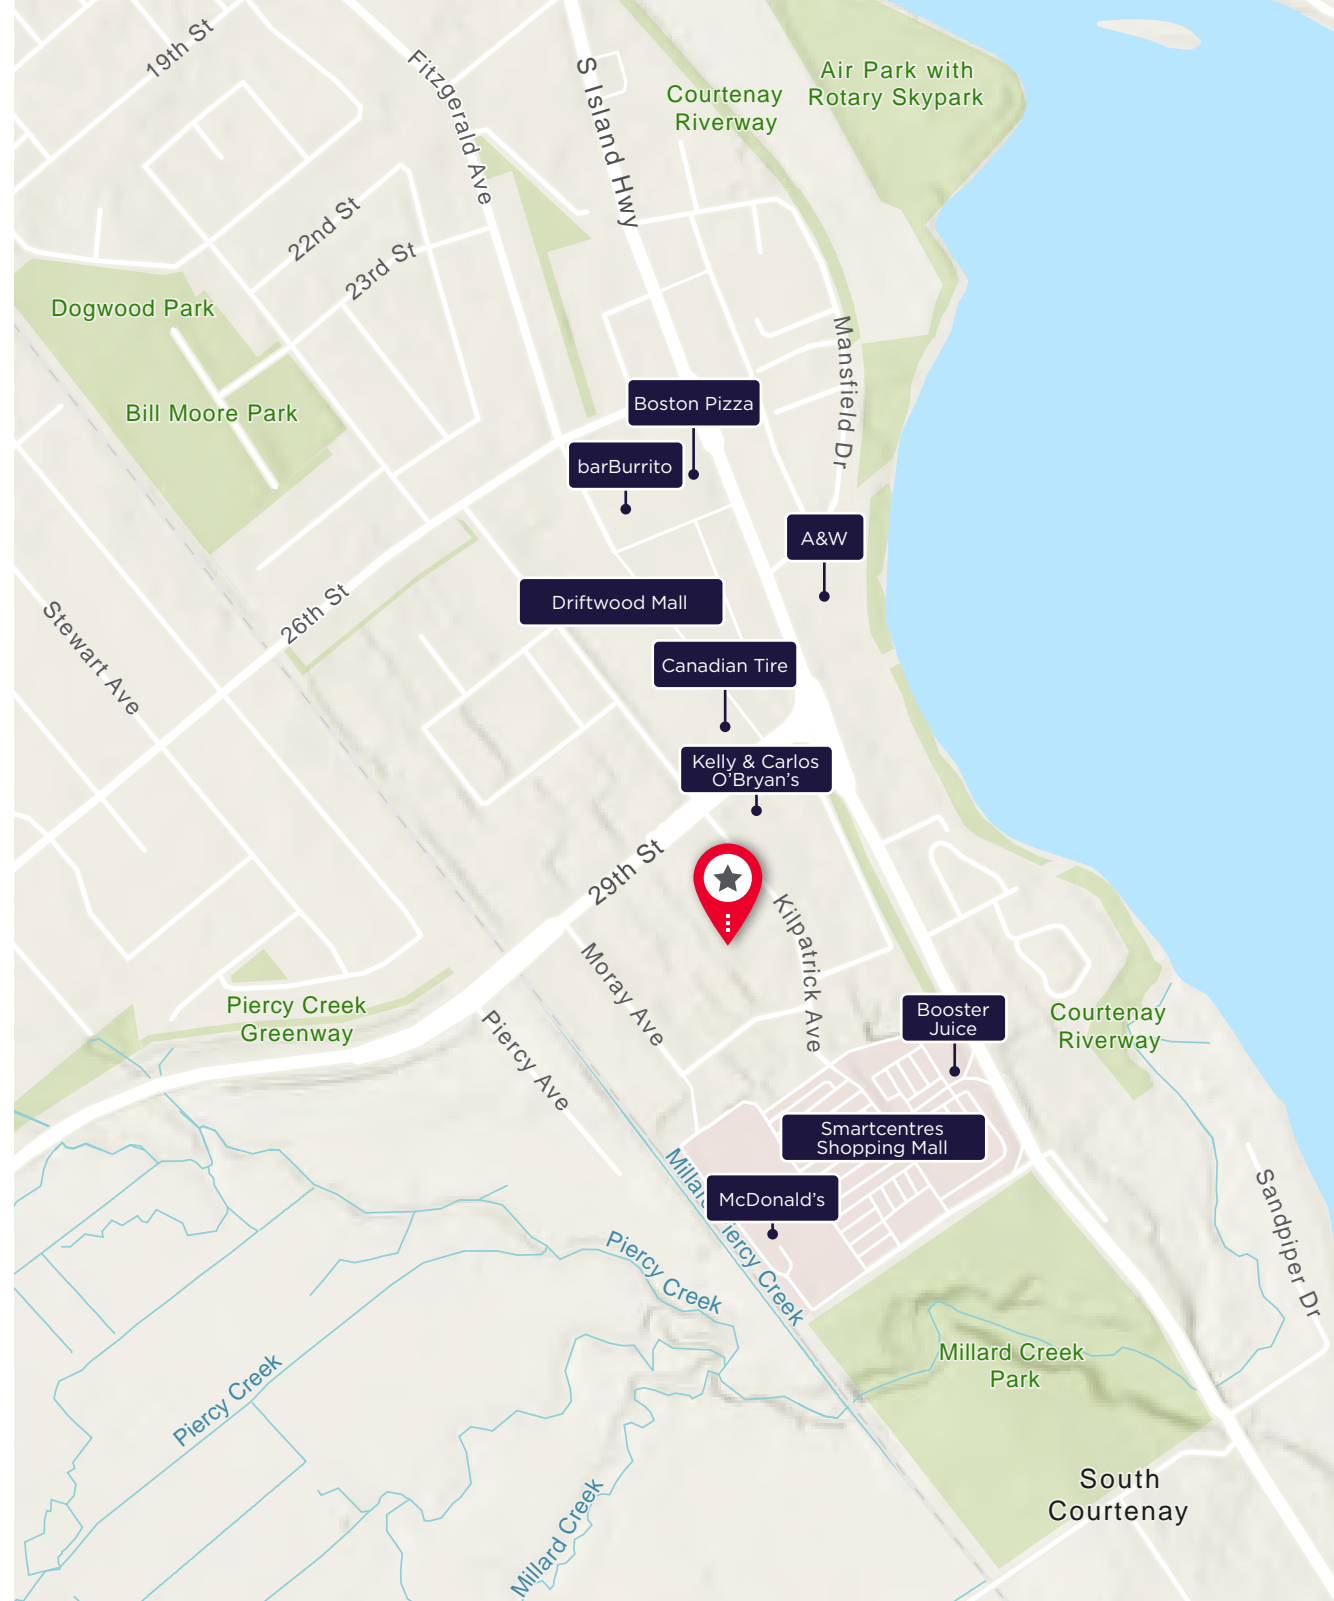 19th St
Fitzgerald Ave
S Island Hwy
Courtenay
Riverway
Air Park with
Rotary Skypark
22nd St
23rd St
Dogwood Park
Bill Moore Park
Mansfield Dr
Boston Pizza
barBurrito
A&W
Driftwood Mall
Stewart Ave
26th St
Canadian Tire
Kelly & Carlos
O'Bryan's
29th St
Kilpatrick Ave
Moray Ave
Piercy Creek
Greenway
Piercy Ave
Booster
Juice
Courtenay
Riverway
Smartcentres
Shopping Mall
McDonald's
Sandpiper Dr
Piercy Creek
Piercy Creek
Millard Creek
Park
Piercy Creek
Millard Creek
South
Courtenay